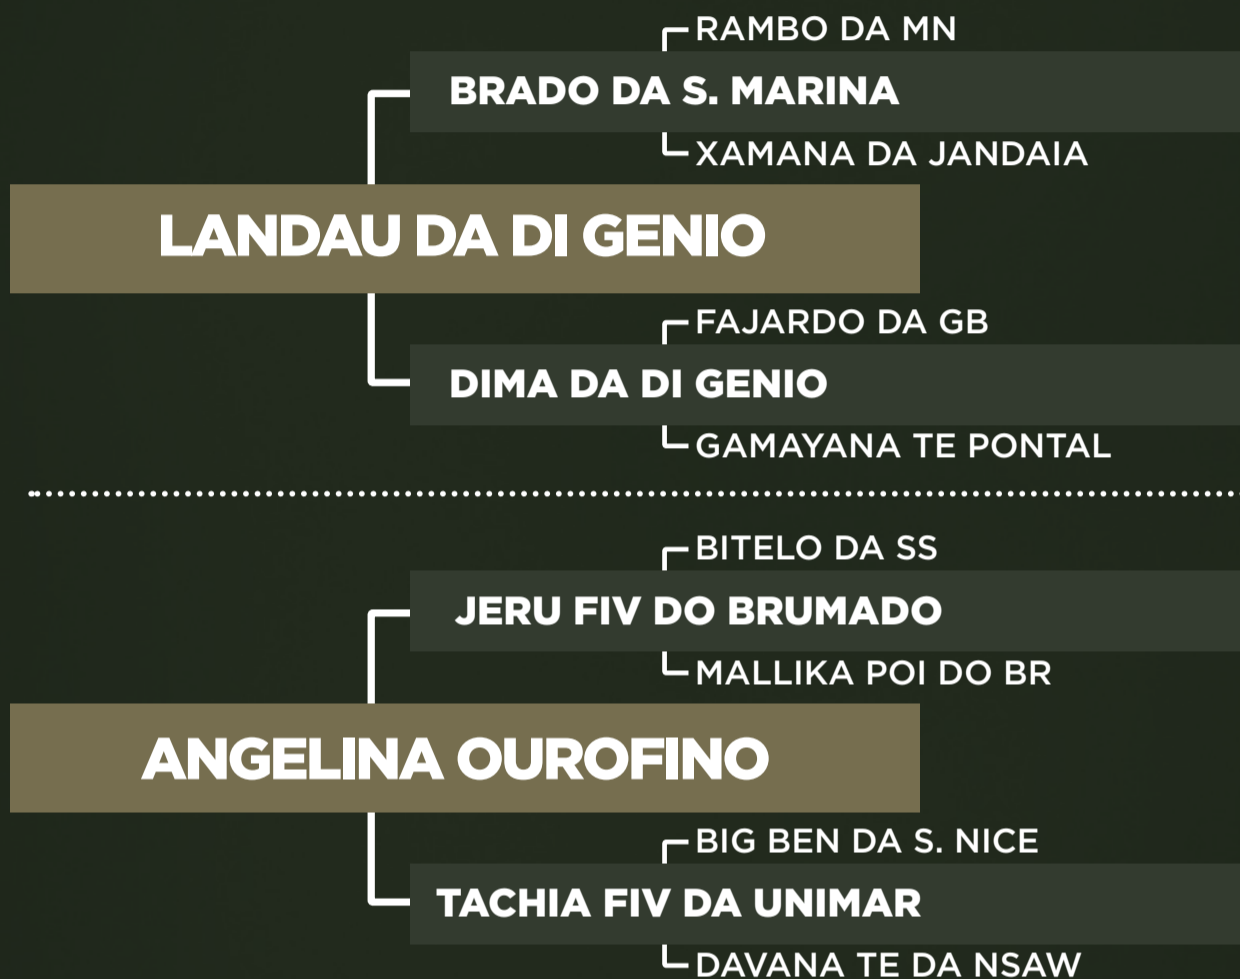 RAMBO DA MN
BRADO DA S. MARINA
XAMANA DA JANDAIA
LANDAU DA DI GENIO
FAJARDO DA GB
DIMA DA DI GENIO
GAMAYANA TE PONTAL
BITELO DA SS
JERU FIV DO BRUMADO
MALLIKA POI DO BR
ANGELINA OUROFINO
BIG BEN DA S. NICE
TACHIA FIV DA UNIMAR
DAVANA TE DA NSAW